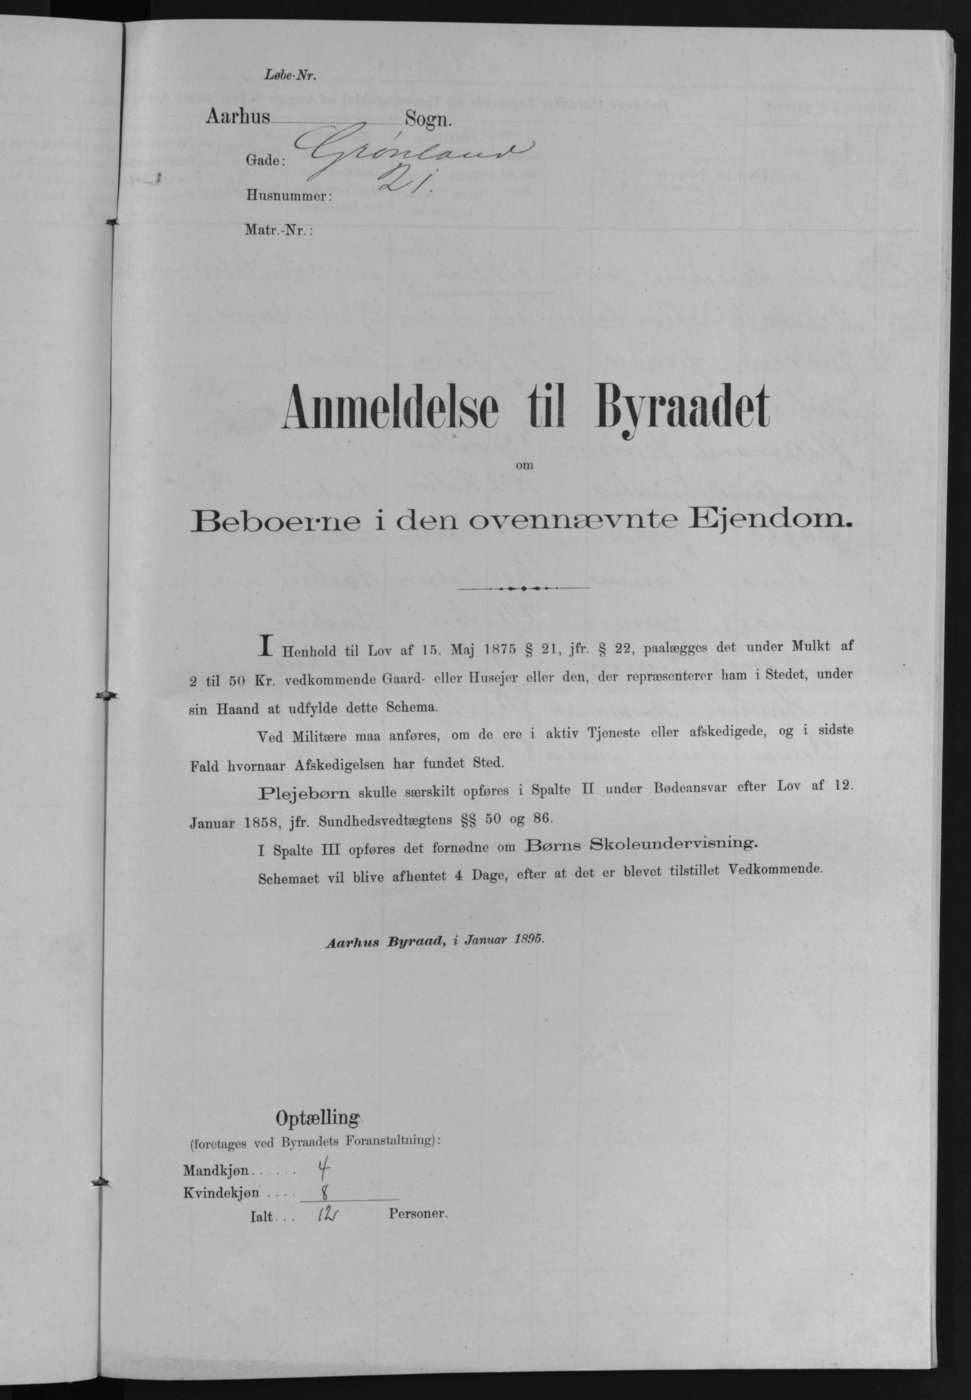 Løbe-Nr.
Aarhus Sogn.
Gade: Grønland
Husnummer: 21.
Matr.-Nr.:
Anmeldelse til Byraadet
om
Beboerne i den ovennævnte Ejendom.
I Henhold til Lov af 15. Maj 1875 § 21, jfr. § 22, paalægges det under Mulkt af
2 til 50 Kr. vedkommende Gaard- eller Husejer eller den, der repræsenterer ham i Stedet, under
sin Haand at udfylde dette Schema.
Ved Militære maa anføres, om de ere i aktiv Tjeneste eller afskedigede, og i sidste
Fald hvornaar Afskedigelsen har fundet Sted.
Plejebørn skulle særskilt opføres i Spalte II under Bødeansvar efter Lov af 12.
Januar 1858, jfr. Sundhedsvedtægtens §§ 50 og 86.
I Spalte III opføres det fornødne om Børns Skoleundervisning.
Schemaet vil blive afhentet 4 Dage, efter at det er blevet tilstillet Vedkommende.
Aarhus Byraad, i Januar 1895.
Optælling
(foretages ved Byraadets Foranstaltning):
Mandkjøn...... 4
Kvindekjøn .... 8
Ialt... 12 Personer.